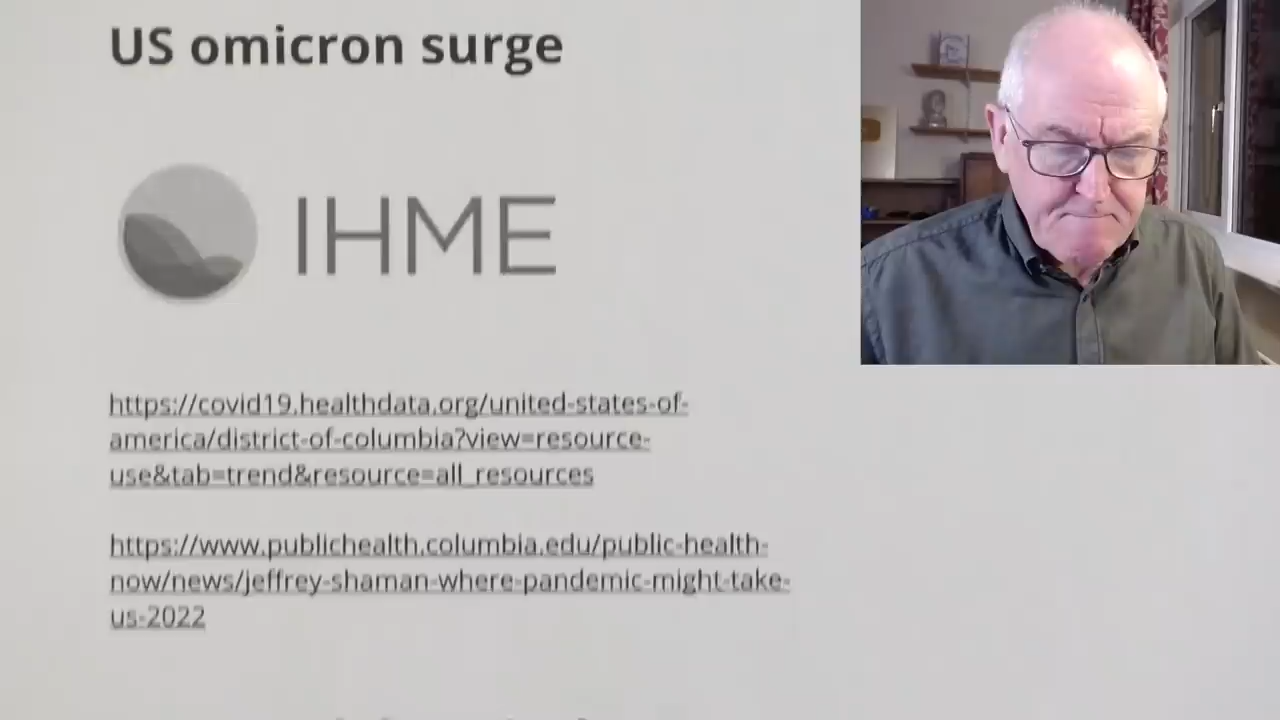 US omicron surge
IHME
https://covid19.healthdata.org/united-states-of-
america/district-of-columbia?view=resource-
use&tab=trend&resource=all_resources
https://www.publichealth.columbia.edu/public-health-
now/news/jeffrey-shaman-where-pandemic-might-take-
us-2022